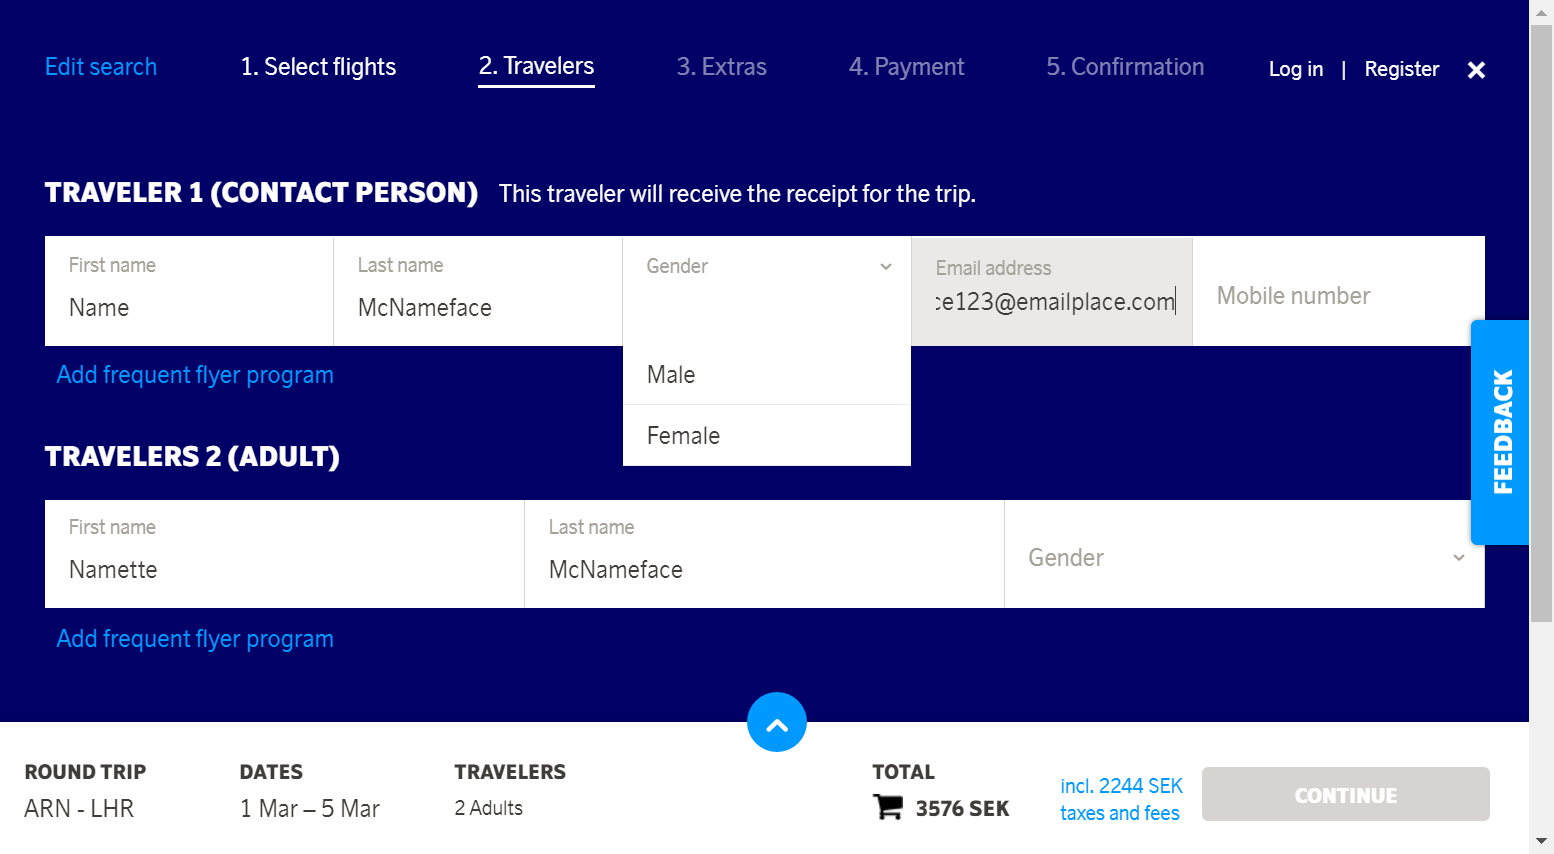 Edit search
1. Select flights
2. Travelers
3. Extras
4. Payment
5. Confirmation
Log in | Register
TRAVELER 1 (CONTACT PERSON) This traveler will receive the receipt for the trip.
First name
Name
Last name
McNameface
Gender
Male
Female
Email address
ce123@emailplace.com
Mobile number
Add frequent flyer program
FEEDBACK
TRAVELERS 2 (ADULT)
First name
Namette
Last name
McNameface
Gender
Add frequent flyer program
ROUND TRIP
ARN - LHR
DATES
1 Mar – 5 Mar
TRAVELERS
2 Adults
TOTAL
3576 SEK
incl. 2244 SEK
taxes and fees
CONTINUE